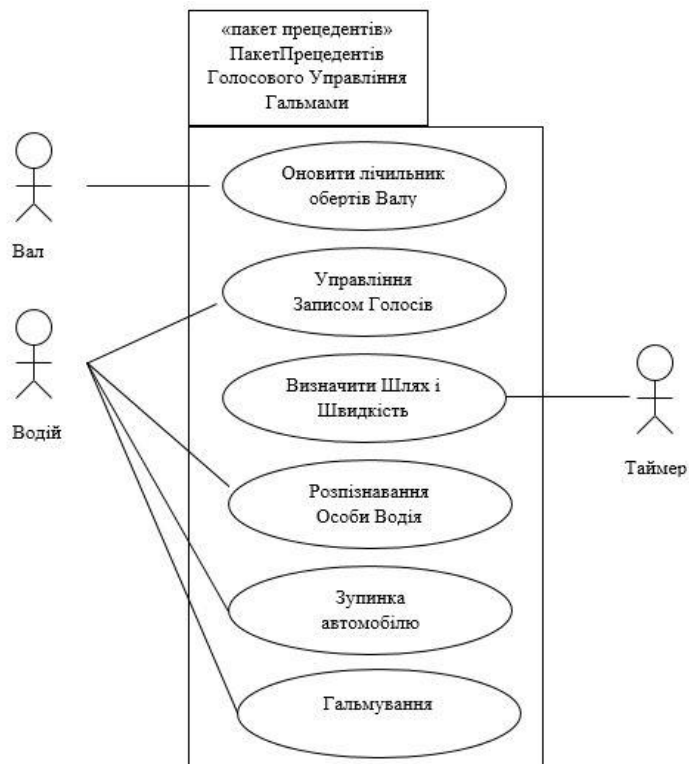 «пакет прецедентів»
ПакетПрецедентів
Голосового Управління
Гальмами
Оновити лічильник
обертів Валу
Вал
Управління
Записом Голосів
Водій
Визначити Шлях і
Швидкість
Таймер
Розпізнавання
Особи Водія
Зупинка
автомобілю
Гальмування